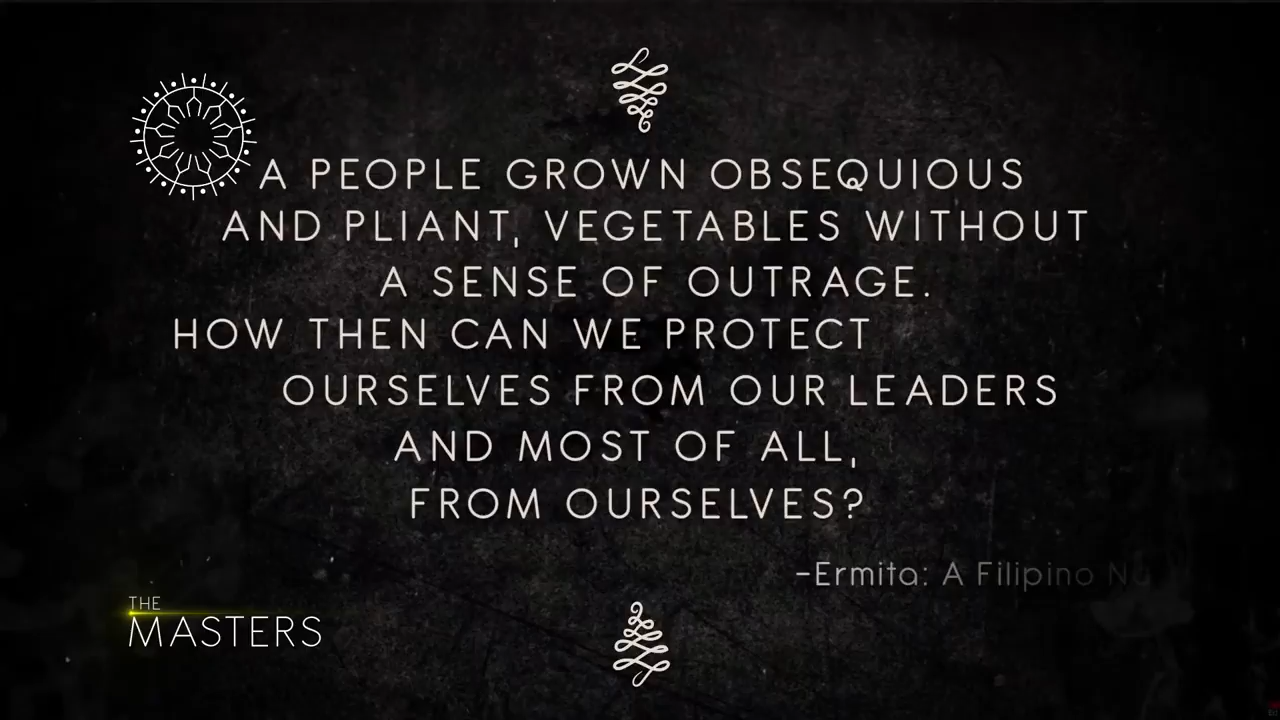 A PEOPLE GROWN OBSEQUIOUS
AND PLIANT, VEGETABLES WITHOUT
A SENSE OF OUTRAGE.
HOW THEN CAN WE PROTECT
OURSELVES FROM OUR LEADERS
AND MOST OF ALL,
FROM OURSELVES?
-Ermita: A Filipino
THE
MASTERS